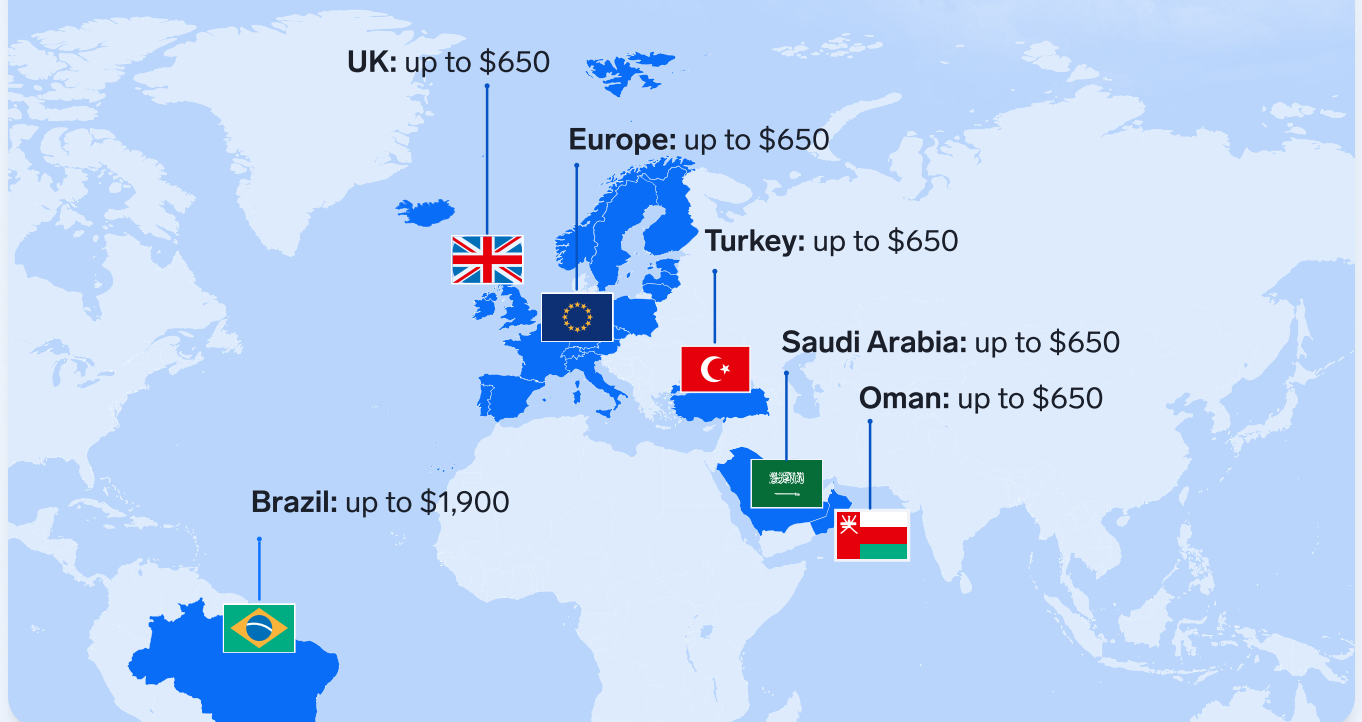 UK: up to $650
Europe: up to $650
Turkey: up to $650
Saudi Arabia: up to $650
Oman: up to $650
Brazil: up to $1,900